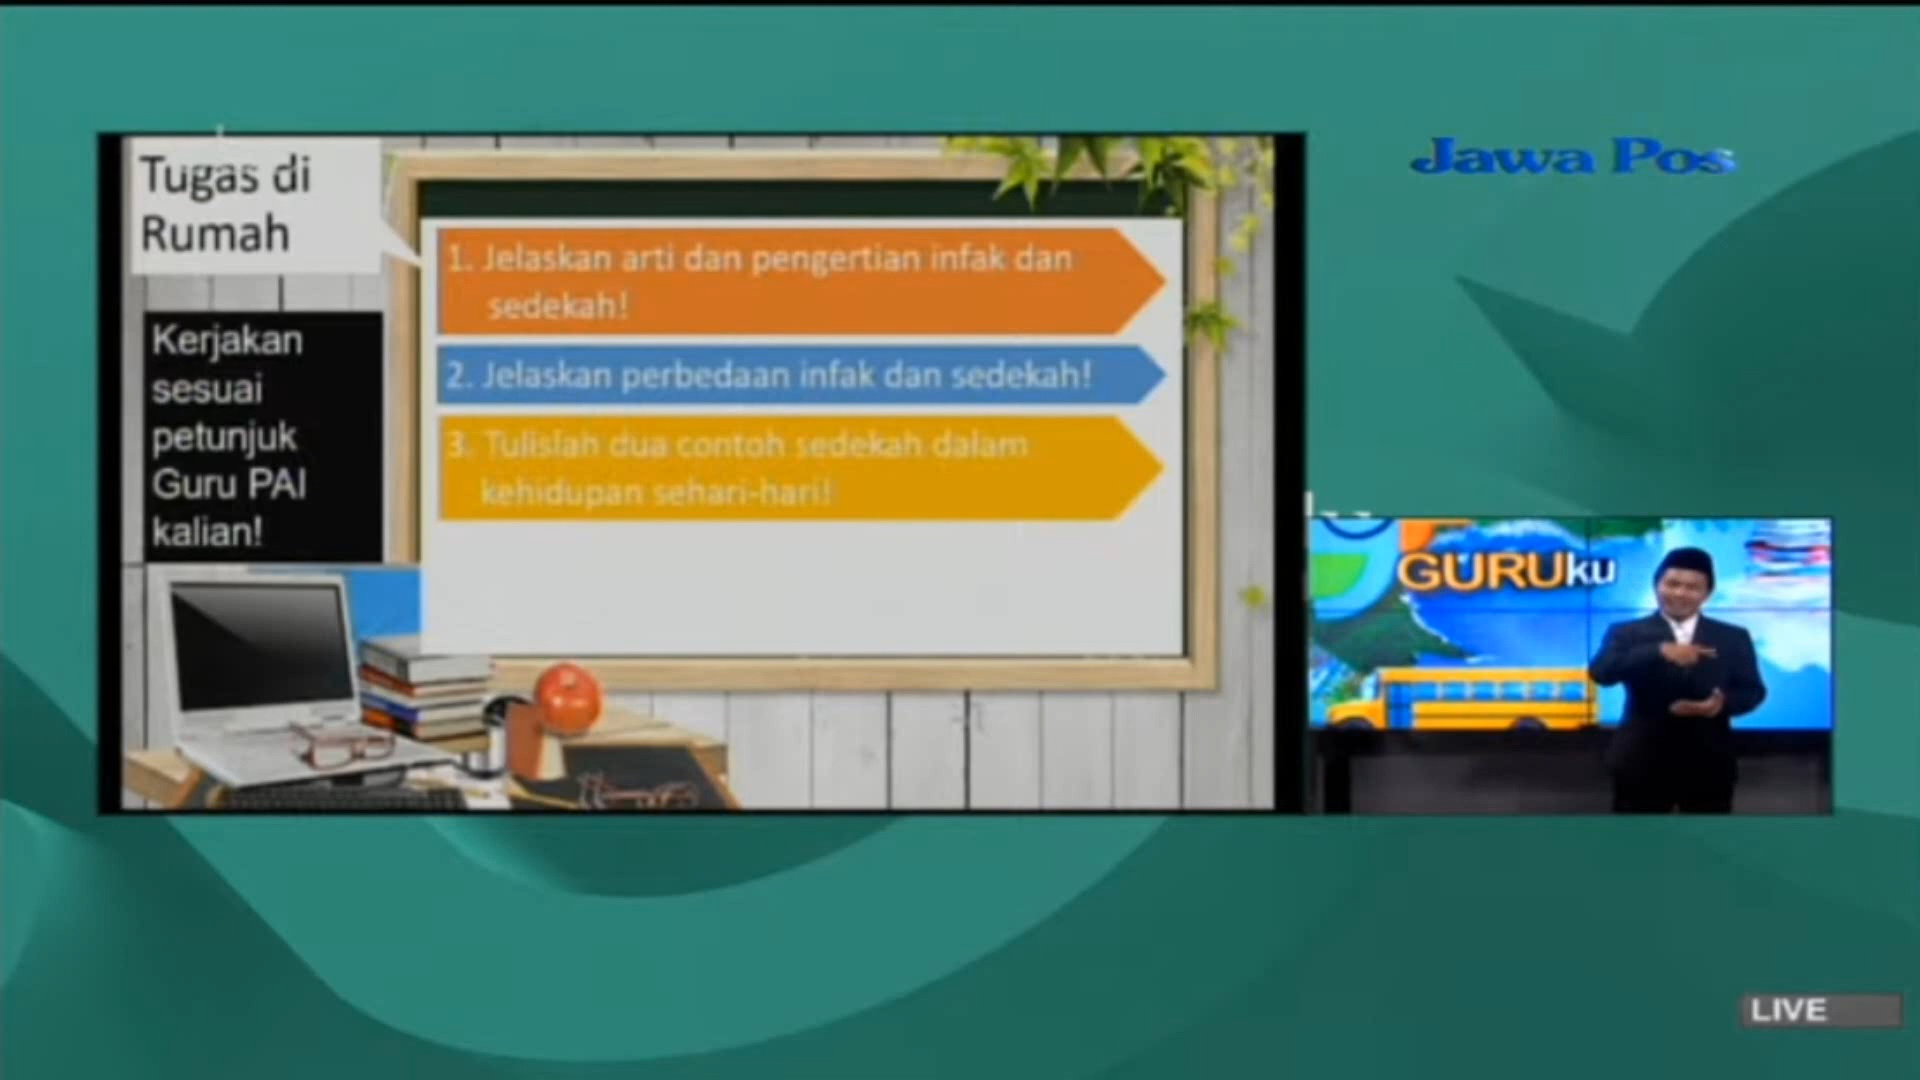 Tugas di
Rumah
Kerjakan
sesuai
petunjuk
Guru PAI
kalian!
1. Jelaskan arti dan pengertian infak dan
sedekah!
2. Jelaskan perbedaan infak dan sedekah!
3. Tulislah dua contoh sedekah dalam
kehidupan sehari-hari!
Jawa Pos
GURUku
LIVE